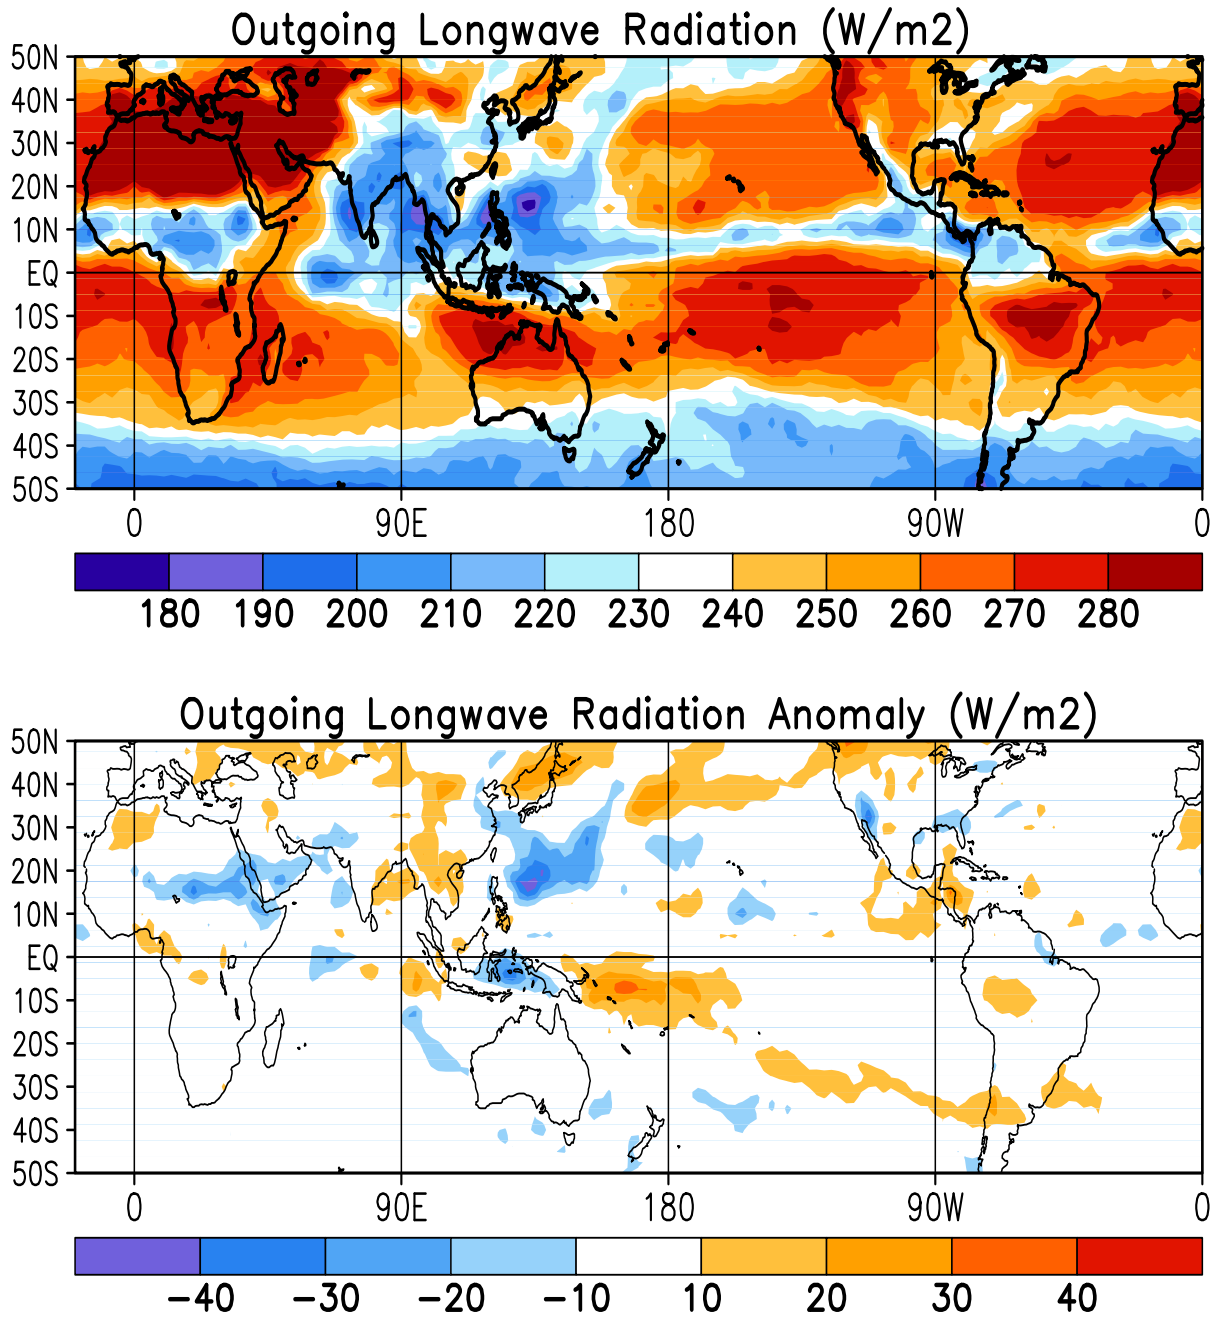 Outgoing Longwave Radiation (W/m2)
50N
40N
30N
20N
10N
EQ
10S
20S
30S
40S
50S
0 90E 180 90W 0
180 190 200 210 220 230 240 250 260 270 280
Outgoing Longwave Radiation Anomaly (W/m2)
50N
40N
30N
20N
10N
EQ
10S
20S
30S
40S
50S
0 90E 180 90W 0
-40 -30 -20 -10 10 20 30 40